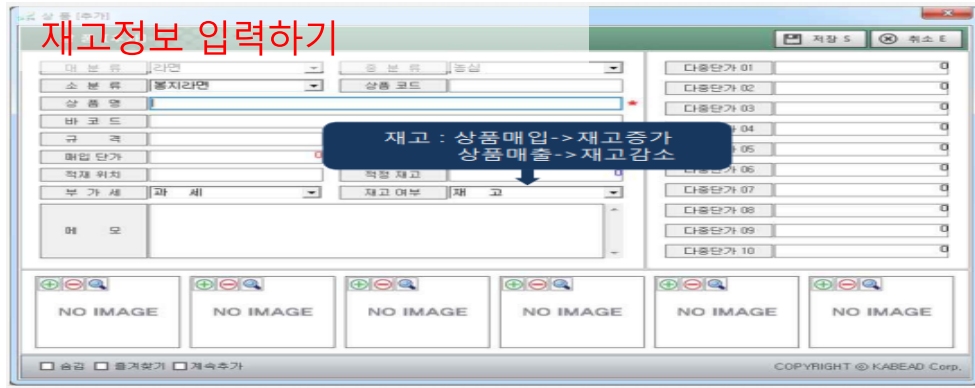 상 품 [추가]
재고정보 입력하기
저장 S
취소 E
대 분 류 라면 중 분 류 농심
소 분 류 봉지라면 상품 코드
상 품 명 *
바 코 드
규 격
매입 단가 0
적재 위치 적정 재고 0
부 가 세 과 세 재고 여부 재 고
메 모
재고 : 상품매입->재고증가
상품매출->재고감소
다중단가 01 0
다중단가 02 0
다중단가 03 0
04 0
05 0
다중단가 06 0
다중단가 07 0
다중단가 08 0
다중단가 09 0
다중단가 10 0
NO IMAGE NO IMAGE NO IMAGE NO IMAGE NO IMAGE NO IMAGE
숨김 즐겨찾기 계속추가
COPYRIGHT © KABEAD Corp.